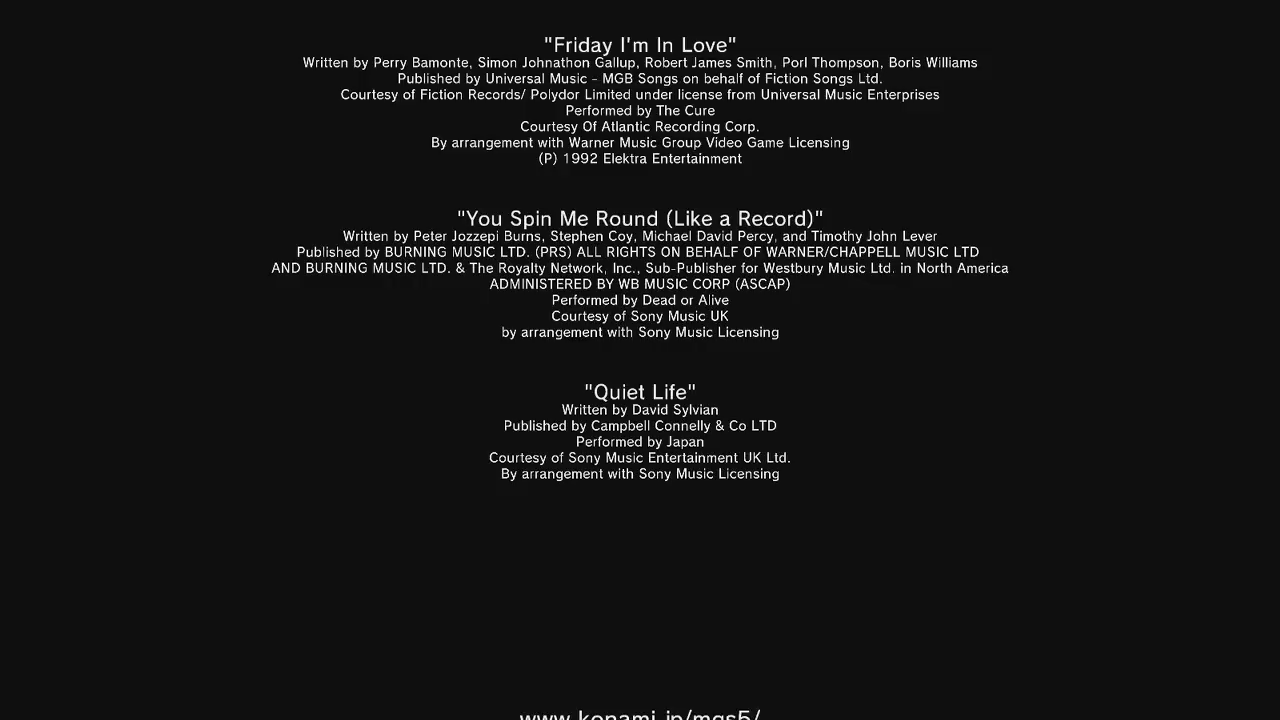 "Friday I'm In Love"
Written by Perry Bamonte, Simon Johnathon Gallup, Robert James Smith, Porl Thompson, Boris Williams
Published by Universal Music - MGB Songs on behalf of Fiction Songs Ltd.
Courtesy of Fiction Records/ Polydor Limited under license from Universal Music Enterprises
Performed by The Cure
Courtesy Of Atlantic Recording Corp.
By arrangement with Warner Music Group Video Game Licensing
(P) 1992 Elektra Entertainment
"You Spin Me Round (Like a Record)"
Written by Peter Jozzepi Burns, Stephen Coy, Michael David Percy, and Timothy John Lever
Published by BURNING MUSIC LTD. (PRS) ALL RIGHTS ON BEHALF OF WARNER/CHAPPELL MUSIC LTD
AND BURNING MUSIC LTD. & The Royalty Network, Inc., Sub-Publisher for Westbury Music Ltd. in North America
ADMINISTERED BY WB MUSIC CORP (ASCAP)
Performed by Dead or Alive
Courtesy of Sony Music UK
by arrangement with Sony Music Licensing
"Quiet Life"
Written by David Sylvian
Published by Campbell Connelly & Co LTD
Performed by Japan
Courtesy of Sony Music Entertainment UK Ltd.
By arrangement with Sony Music Licensing
www.konami.jp/mgs5/